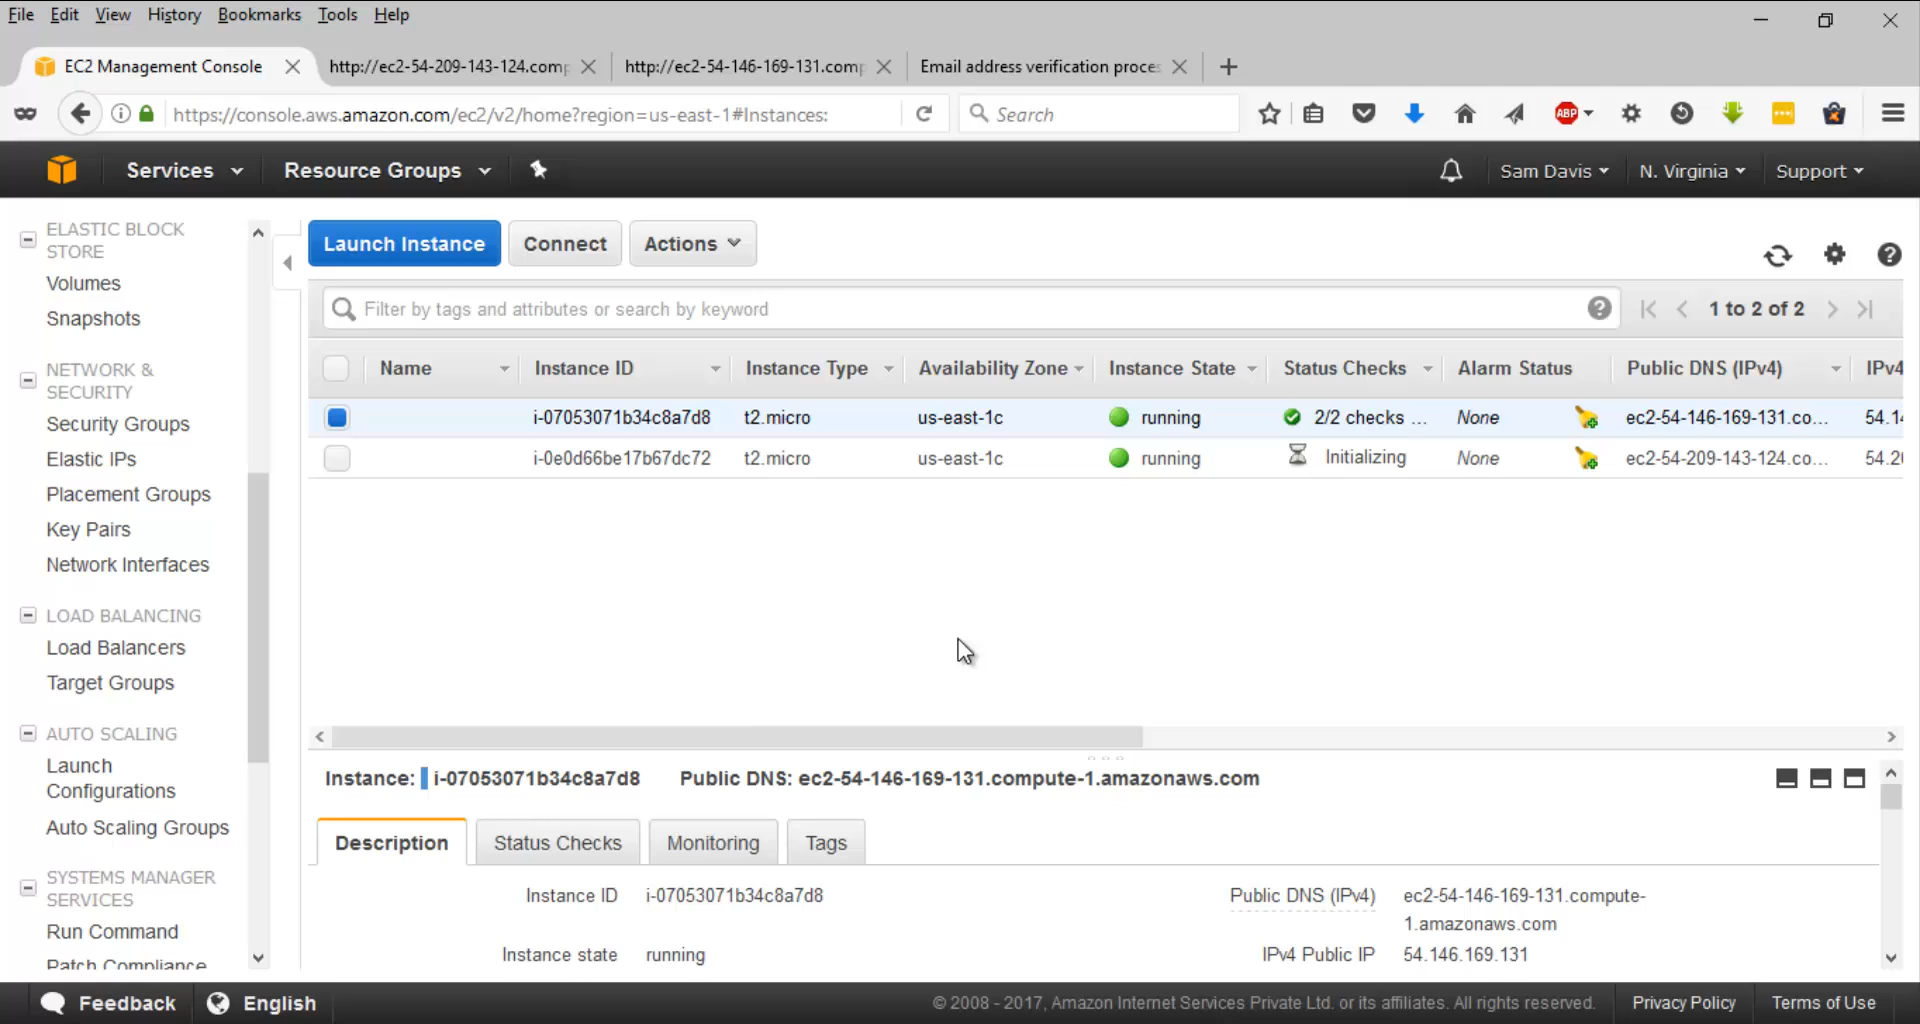 File Edit View History Bookmarks Tools Help
EC2 Management Console
http://ec2-54-209-143-124.comp
http://ec2-54-146-169-131.comp
Email address verification proces
https://console.aws.amazon.com/ec2/v2/home?region=us-east-1#Instances:
Search
ABP
Services
Resource Groups
Sam Davis
N. Virginia
Support
ELASTIC BLOCK
STORE
Volumes
Snapshots
NETWORK &
SECURITY
Security Groups
Elastic IPs
Placement Groups
Key Pairs
Network Interfaces
LOAD BALANCING
Load Balancers
Target Groups
AUTO SCALING
Launch
Configurations
Auto Scaling Groups
SYSTEMS MANAGER
SERVICES
Run Command
Patch Compliance
Launch Instance
Connect
Actions
Filter by tags and attributes or search by keyword
1 to 2 of 2
Name Instance ID Instance Type Availability Zone Instance State Status Checks Alarm Status Public DNS (IPv4) IPv4
i-07053071b34c8a7d8 t2.micro us-east-1c running 2/2 checks ... None ec2-54-146-169-131.co... 54.14
i-0e0d66be17b67dc72 t2.micro us-east-1c running Initializing None ec2-54-209-143-124.co... 54.20
Instance: i-07053071b34c8a7d8 Public DNS: ec2-54-146-169-131.compute-1.amazonaws.com
Description
Status Checks
Monitoring
Tags
Instance ID i-07053071b34c8a7d8
Public DNS (IPv4) ec2-54-146-169-131.compute-
1.amazonaws.com
Instance state running
IPv4 Public IP 54.146.169.131
Feedback
English
© 2008 - 2017, Amazon Internet Services Private Ltd. or its affiliates. All rights reserved.
Privacy Policy
Terms of Use